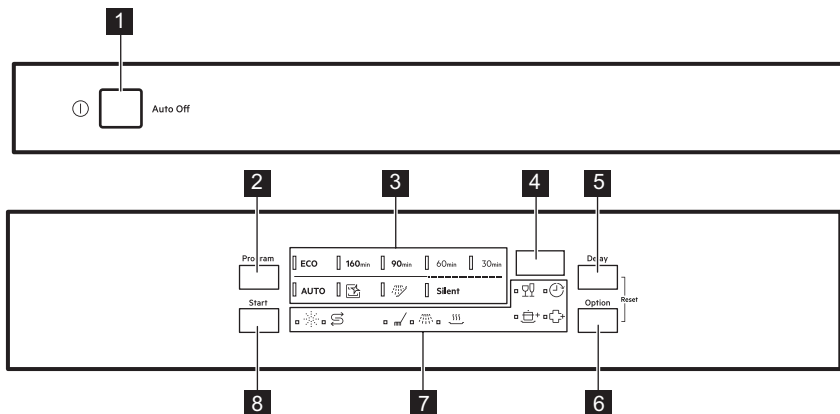 1
Auto Off
2 3 4 5
Program
Delay
ECO 160min 90min 60min 30min
AUTO Silent
Start
Option
Reset
8 7 6